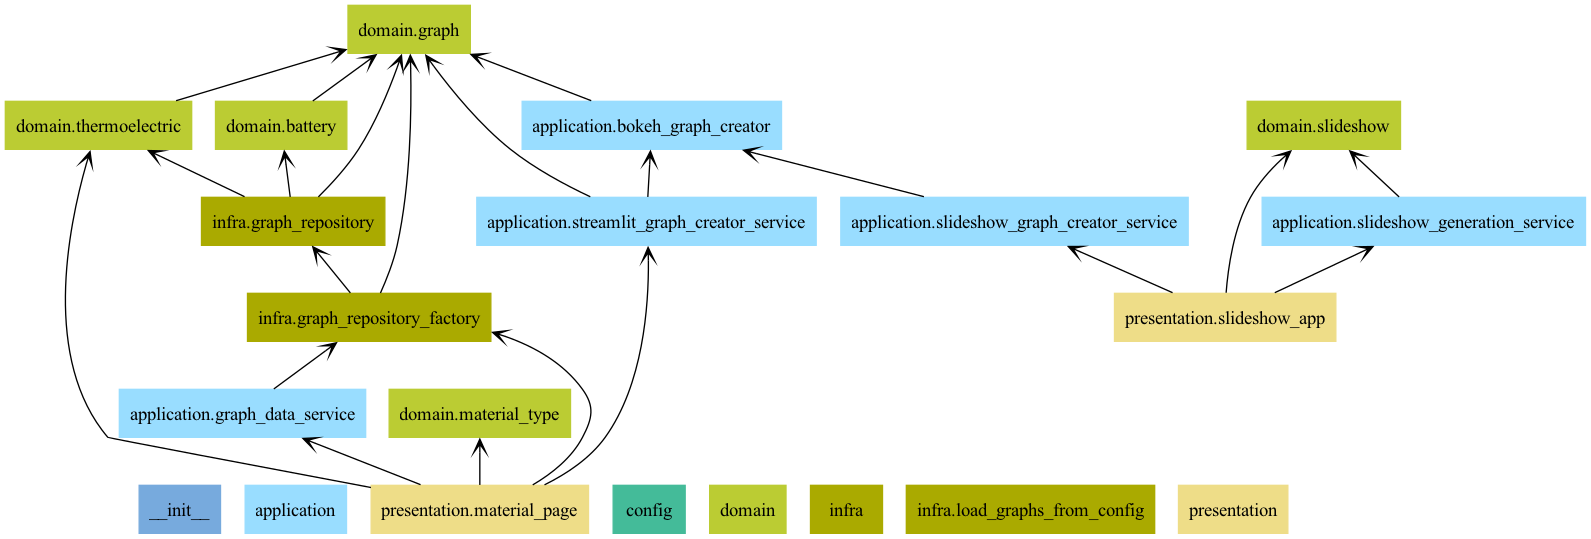 domain.graph
domain.thermoelectric
domain.battery
application.bokeh_graph_creator
domain.slideshow
infra.graph_repository
application.streamlit_graph_creator_service
application.slideshow_graph_creator_service
application.slideshow_generation_service
infra.graph_repository_factory
presentation.slideshow_app
application.graph_data_service
domain.material_type
__init__
application
presentation.material_page
config
domain
infra
infra.load_graphs_from_config
presentation